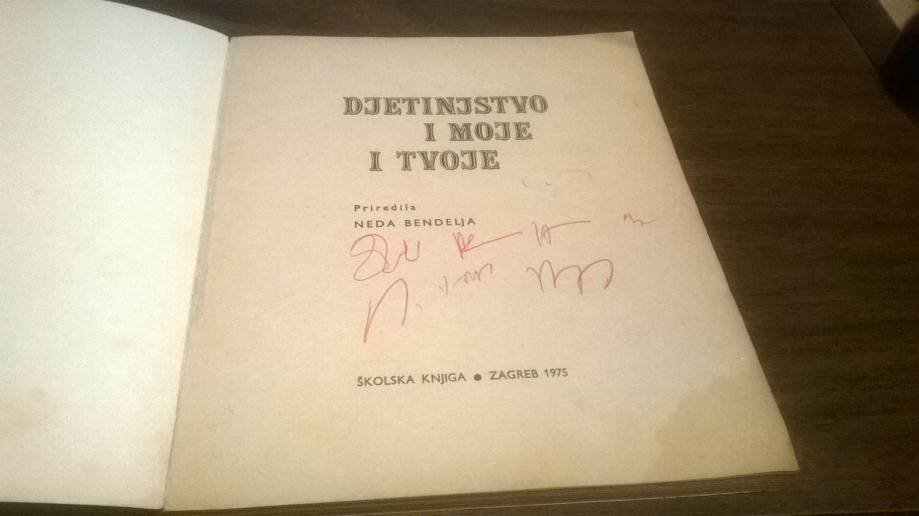 DJETINJSTVO
I MOJE
I TVOJE
Priredila
NEDA BENDELJA
ŠKOLSKA KNJIGA ● ZAGREB 1975